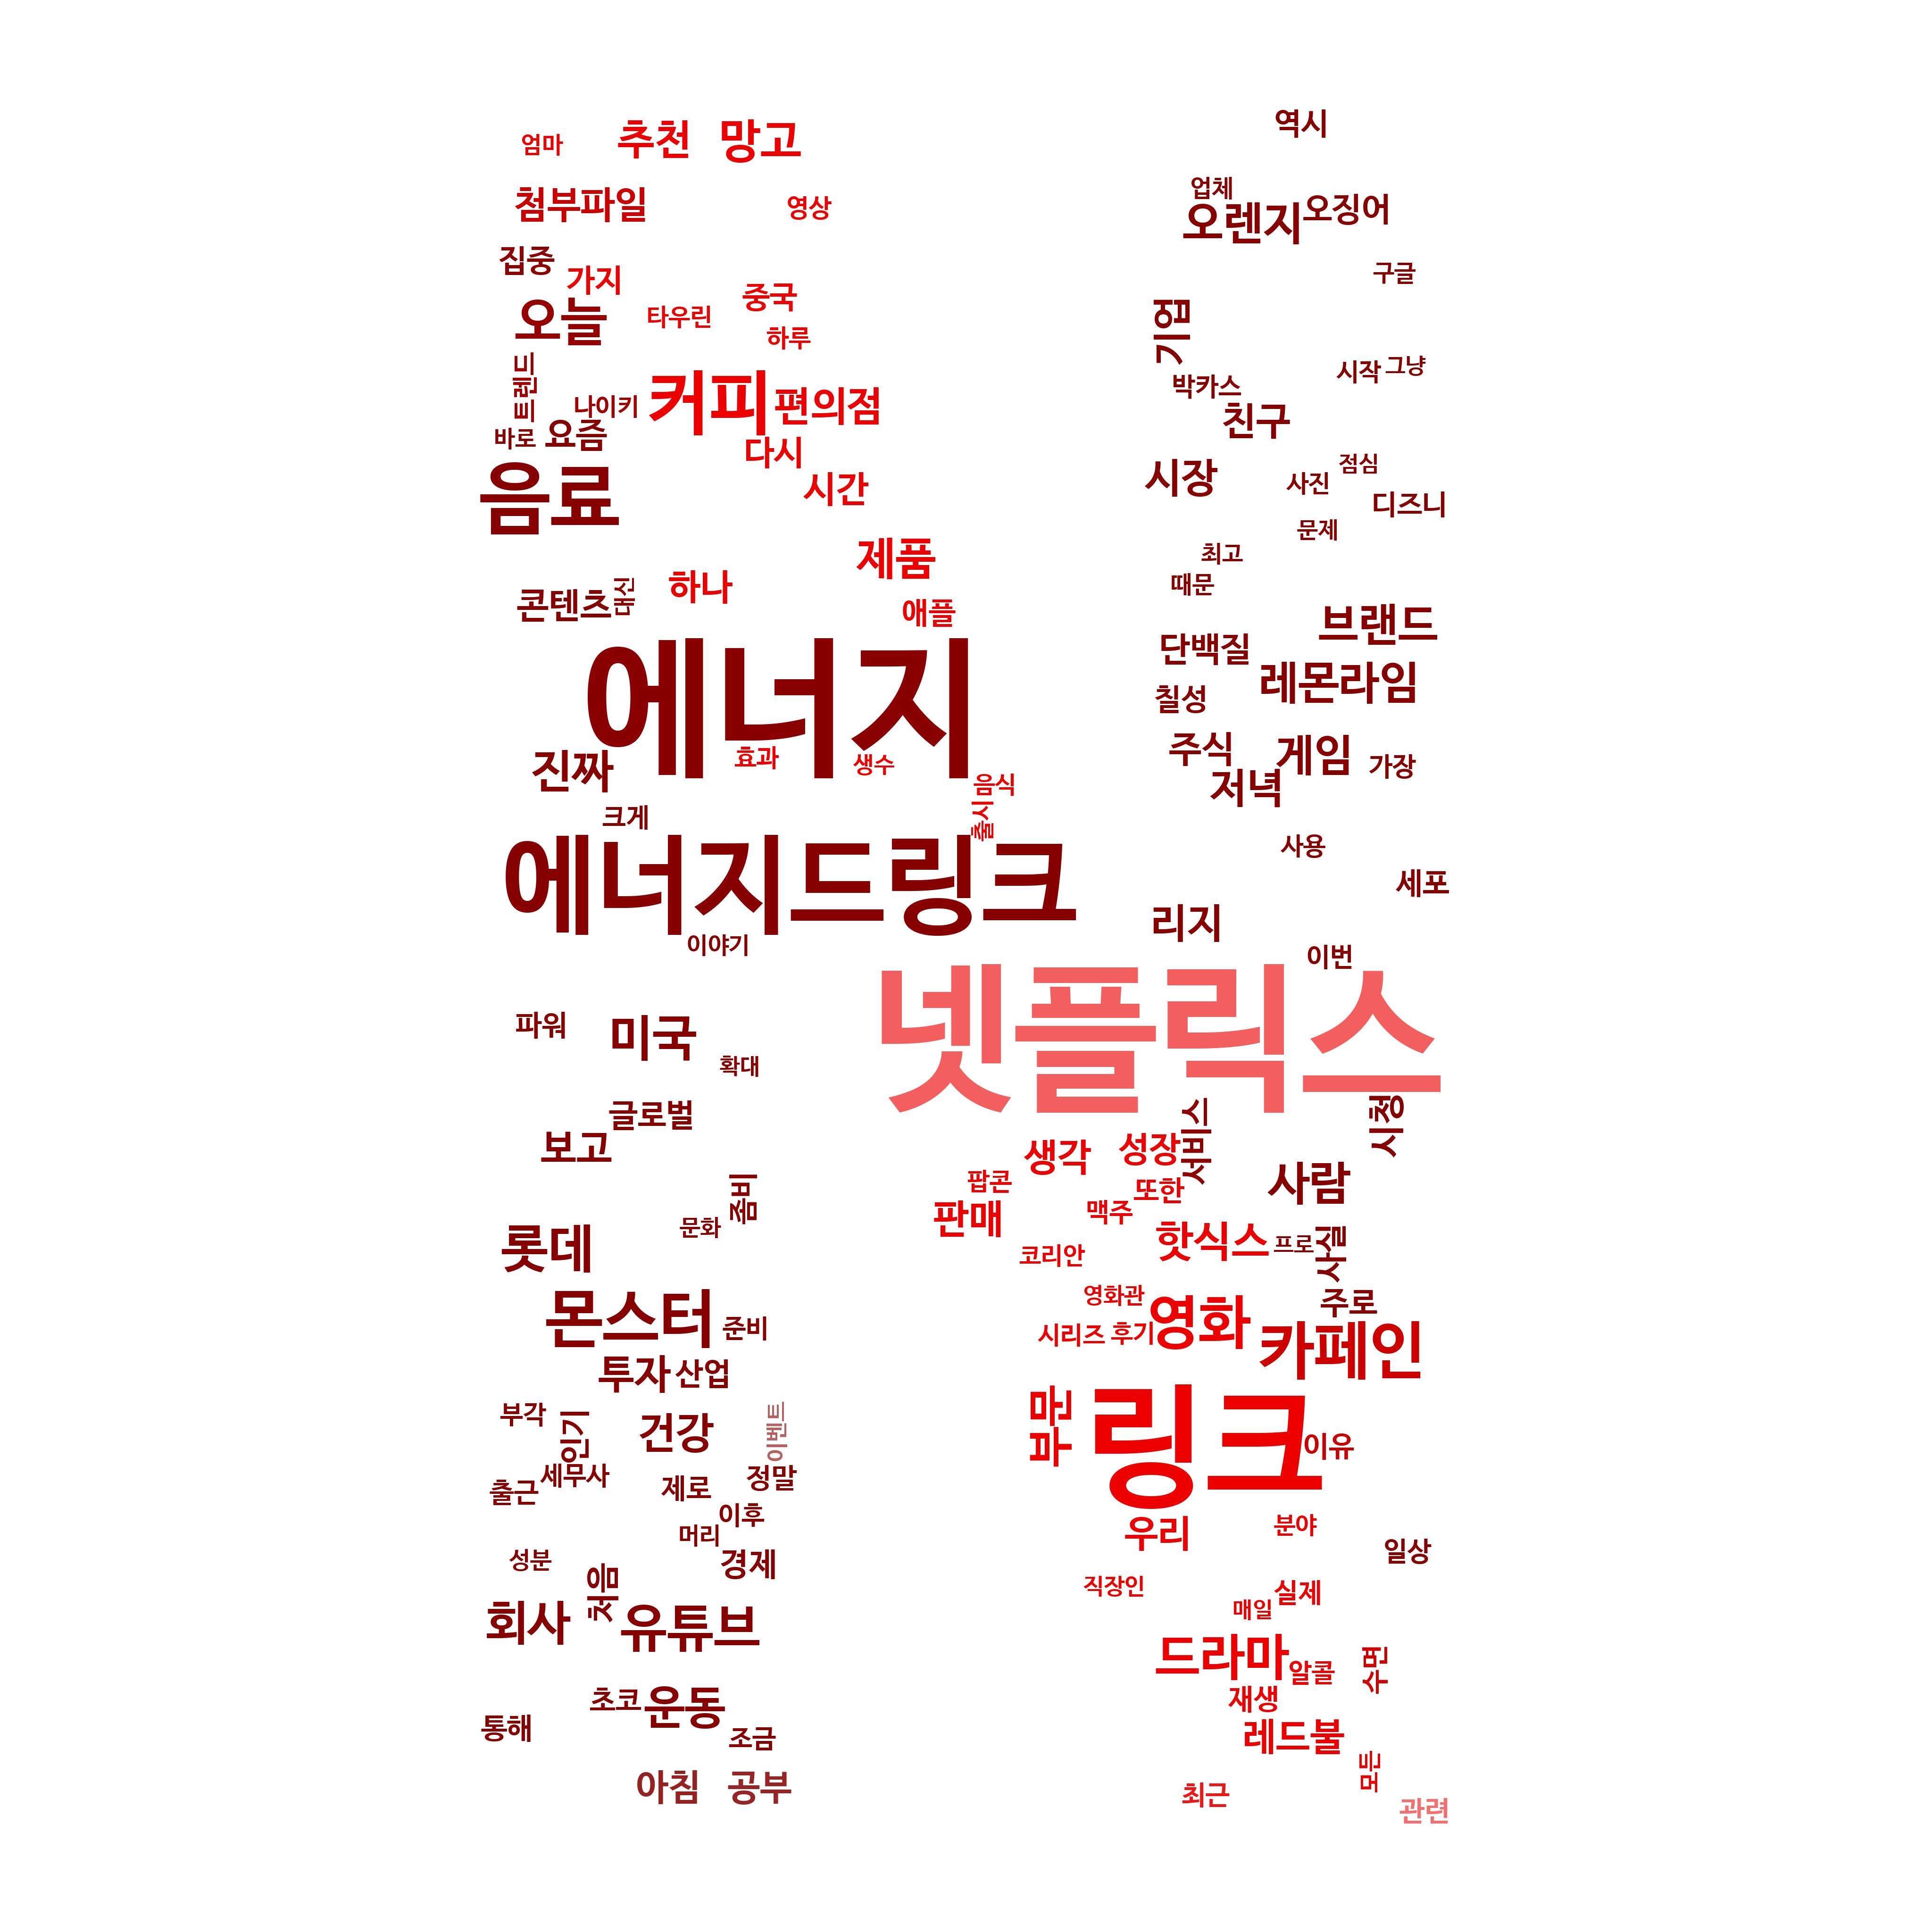 엄마
추천
망고
역시
첨부파일
영상
업체
오렌지
오징어
집중
가지
중국
구글
오늘
타우린
하루
기업
트렌드
나이키
커피
편의점
박카스
시작
그냥
바로
요즘
다시
친구
음료
시간
시장
사진
점심
디즈니
문제
제품
최고
콘텐츠
대신
하나
애플
때문
브랜드
단백질
레몬라임
에너지
칠성
진짜
효과
생수
주식
게임
가장
음식
저녁
크게
출시
사용
에너지드링크
세포
이야기
리지
이번
넷플릭스
파워
미국
확대
글로벌
서비스
시청
보고
생각
성장
좀비
팝콘
또한
사람
문화
판매
맥주
롯데
코리안
핫식스
프로
사실
영화관
주로
몬스터
준비
시리즈
후기
영화
카페인
투자
산업
부각
인기
건강
이벤트
부문
링크
이유
세무사
출근
제로
정말
이후
머리
우리
분야
성분
경제
일상
처음
직장인
실제
회사
유튜브
매일
드라마
알콜
수면
초코
운동
재생
통해
조금
레드불
모든
아침
공부
최근
관련